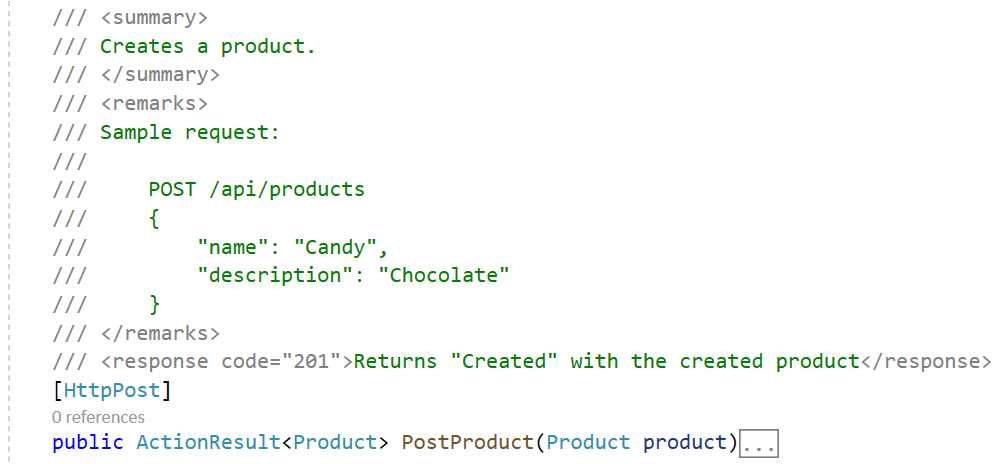 /// <summary>
/// Creates a product.
/// </summary>
/// <remarks>
/// Sample request:
///
///     POST /api/products
///     {
///         "name": "Candy",
///         "description": "Chocolate"
///     }
/// </remarks>
/// <response code="201">Returns "Created" with the created product</response>
[HttpPost]
0 references
public ActionResult<Product> PostProduct(Product product)...